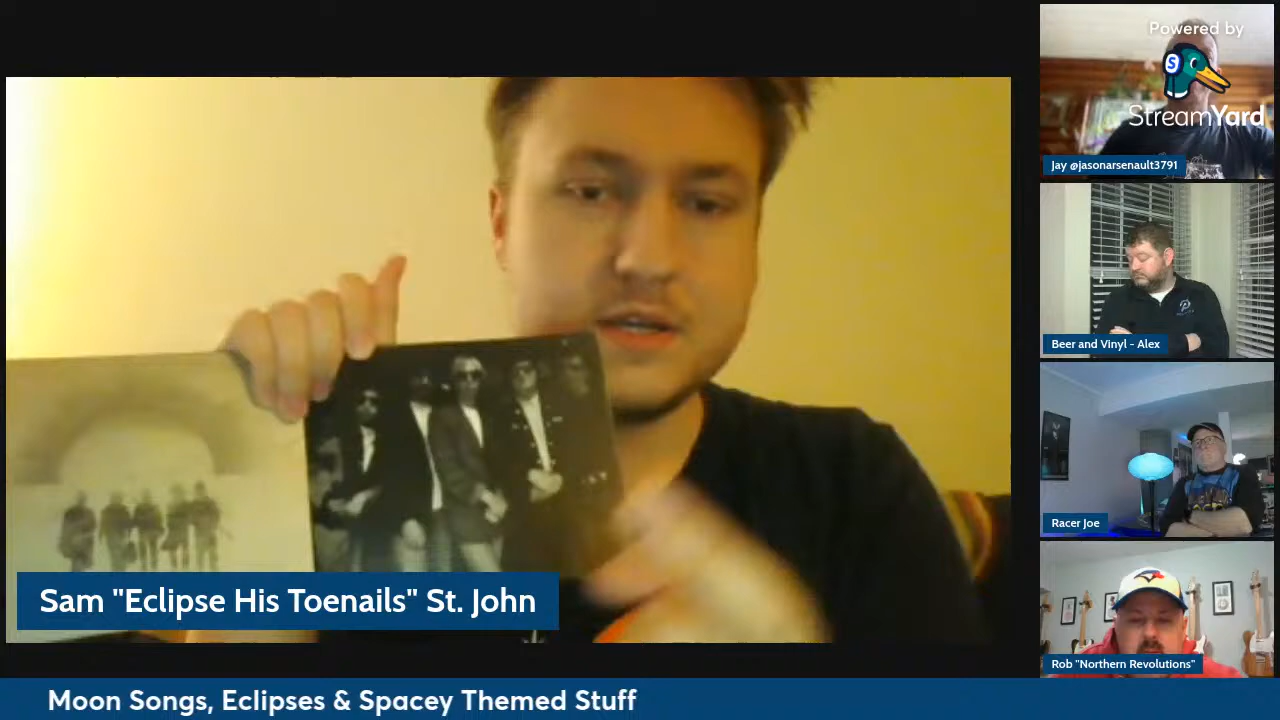 Powered by
StreamYard
Jay @jasonarsenault3791
Beer and Vinyl - Alex
Racer Joe
Rob "Northern Revolutions"
Sam "Eclipse His Toenails" St. John
Moon Songs, Eclipses & Spacey Themed Stuff